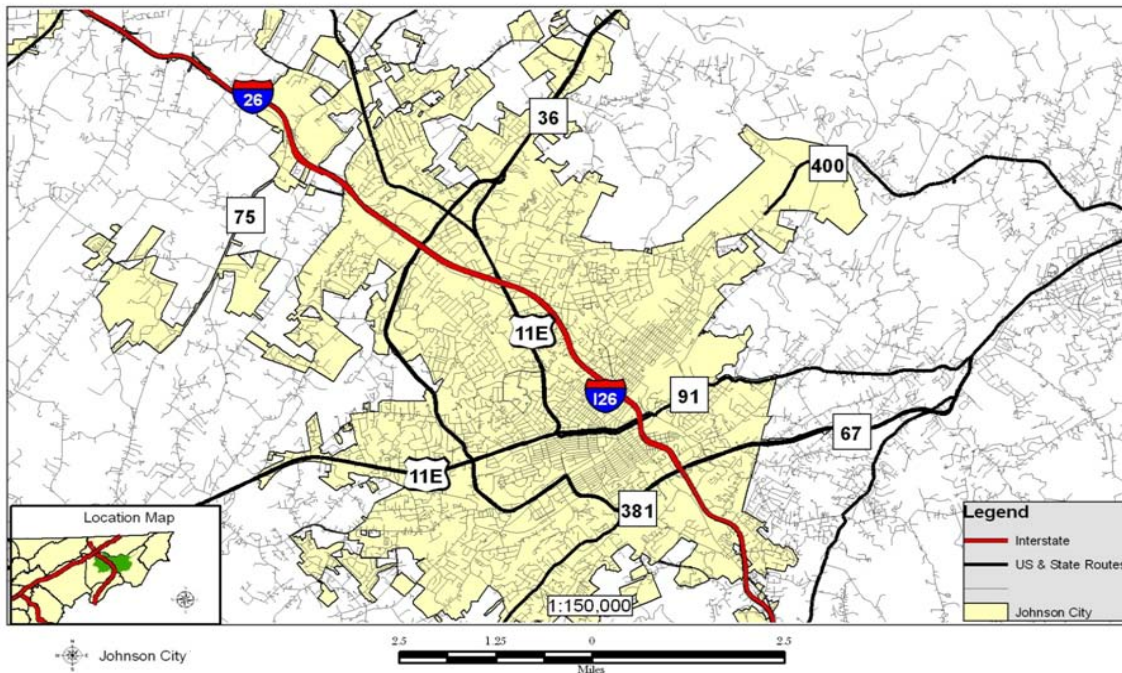 26
36
400
75
11E
I26
91
67
11E
381
Location Map
Legend
Interstate
US & State Routes
Johnson City
1:150,000
Johnson City
2.5 1.25 0 2.5
Miles